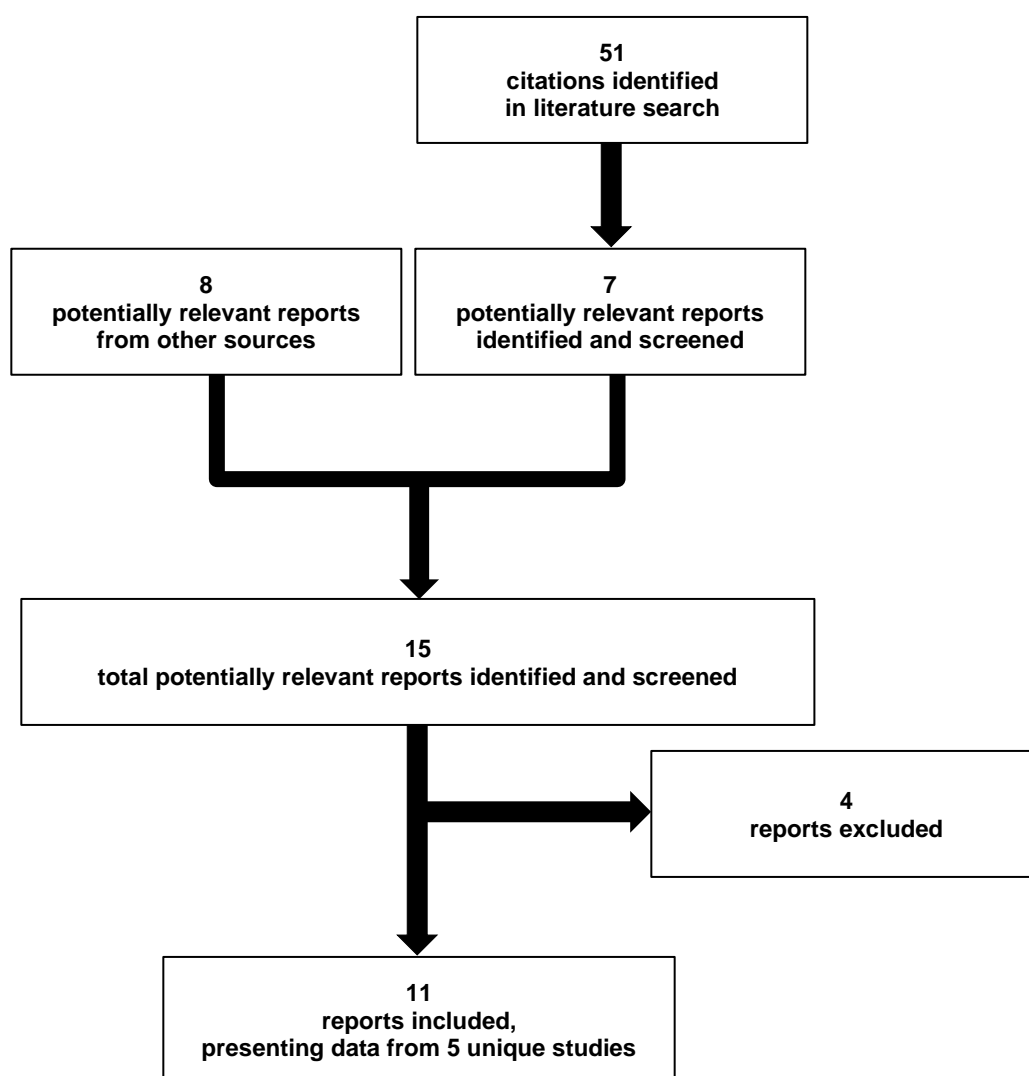 51
citations identified
in literature search
8
potentially relevant reports
from other sources
7
potentially relevant reports
identified and screened
15
total potentially relevant reports identified and screened
4
reports excluded
11
reports included,
presenting data from 5 unique studies